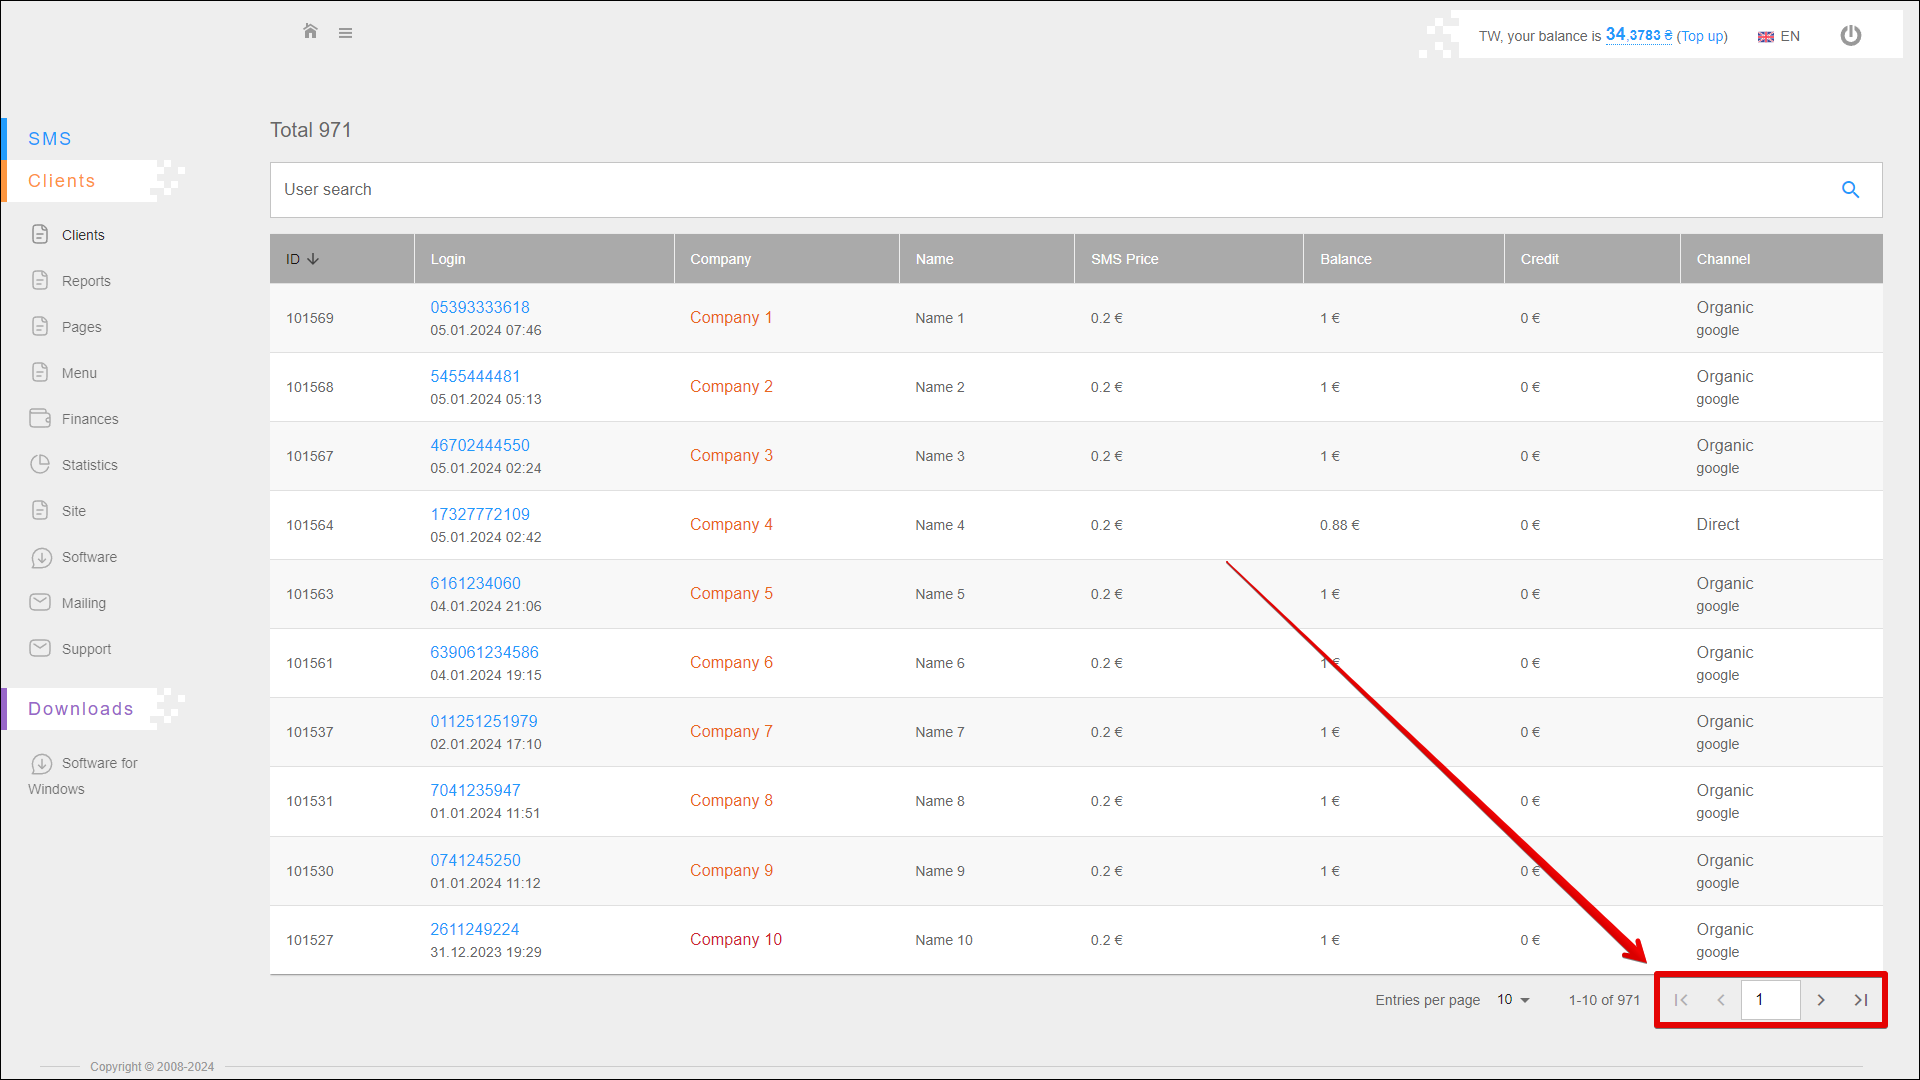 TW, your balance is 34,3783 ₴ (Top up)
EN
SMS
Clients
Clients
Reports
Pages
Menu
Finances
Statistics
Site
Software
Mailing
Support
Downloads
Software for
Windows
Total 971
User search
ID Login Company Name SMS Price Balance Credit Channel
101569 05393333618 05.01.2024 07:46 Company 1 Name 1 0.2 € 1 € 0 € Organic google
101568 5455444481 05.01.2024 05:13 Company 2 Name 2 0.2 € 1 € 0 € Organic google
101567 46702444550 05.01.2024 02:24 Company 3 Name 3 0.2 € 1 € 0 € Organic google
101564 17327772109 05.01.2024 02:42 Company 4 Name 4 0.2 € 0.88 € 0 € Direct
101563 6161234060 04.01.2024 21:06 Company 5 Name 5 0.2 € 1 € 0 € Organic google
101561 639061234586 04.01.2024 19:15 Company 6 Name 6 0.2 € 1 € 0 € Organic google
101537 011251251979 02.01.2024 17:10 Company 7 Name 7 0.2 € 1 € 0 € Organic google
101531 7041235947 01.01.2024 11:51 Company 8 Name 8 0.2 € 1 € 0 € Organic google
101530 0741245250 01.01.2024 11:12 Company 9 Name 9 0.2 € 1 € 0 € Organic google
101527 2611249224 31.12.2023 19:29 Company 10 Name 10 0.2 € 1 € 0 € Organic google
Entries per page 10 1-10 of 971 1
Copyright © 2008-2024